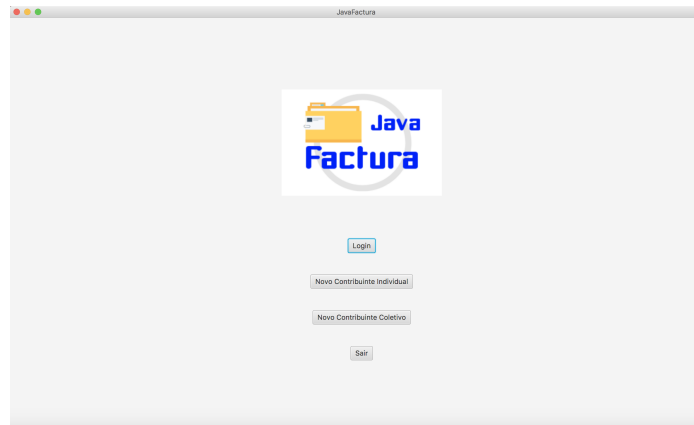 JavaFactura
Java
Factura
Login
Novo Contribuinte Individual
Novo Contribuinte Coletivo
Sair